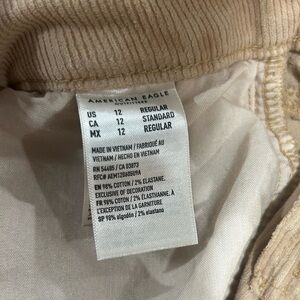 AMERICAN EAGLE
OUTFITTERS
US 12 REGULAR
CA 12 STANDARD
MX 12 REGULAR
MADE IN VIETNAM / FABRIQUÉ AU
VIETNAM / HECHO EN VIETNAM
RN 54485 / CA 03873
EN 98% COTTON / 2% ELASTANE.
EXCLUSIVE OF DECORATION
FR 98% COTON / 2% ÉLASTHANNE. À
L'EXCEPTION DE LA GARNITURE
SP 98% algodón / 2% elastano